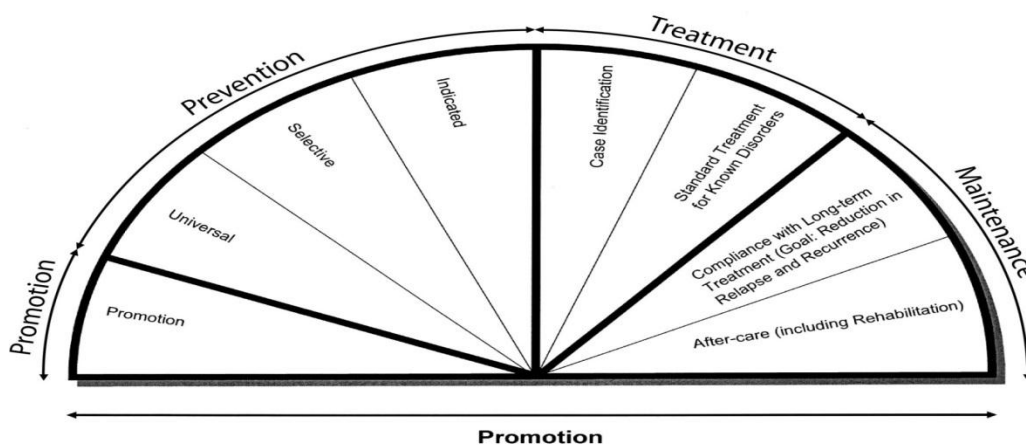 Promotion
Prevention
Treatment
Maintenance
Promotion
Universal
Selective
Indicated
Case Identification
Standard Treatment
for Known Disorders
Compliance with Long-term
Treatment (Goal: Reduction in
Relapse and Recurrence)
After-care (including Rehabilitation)
Promotion